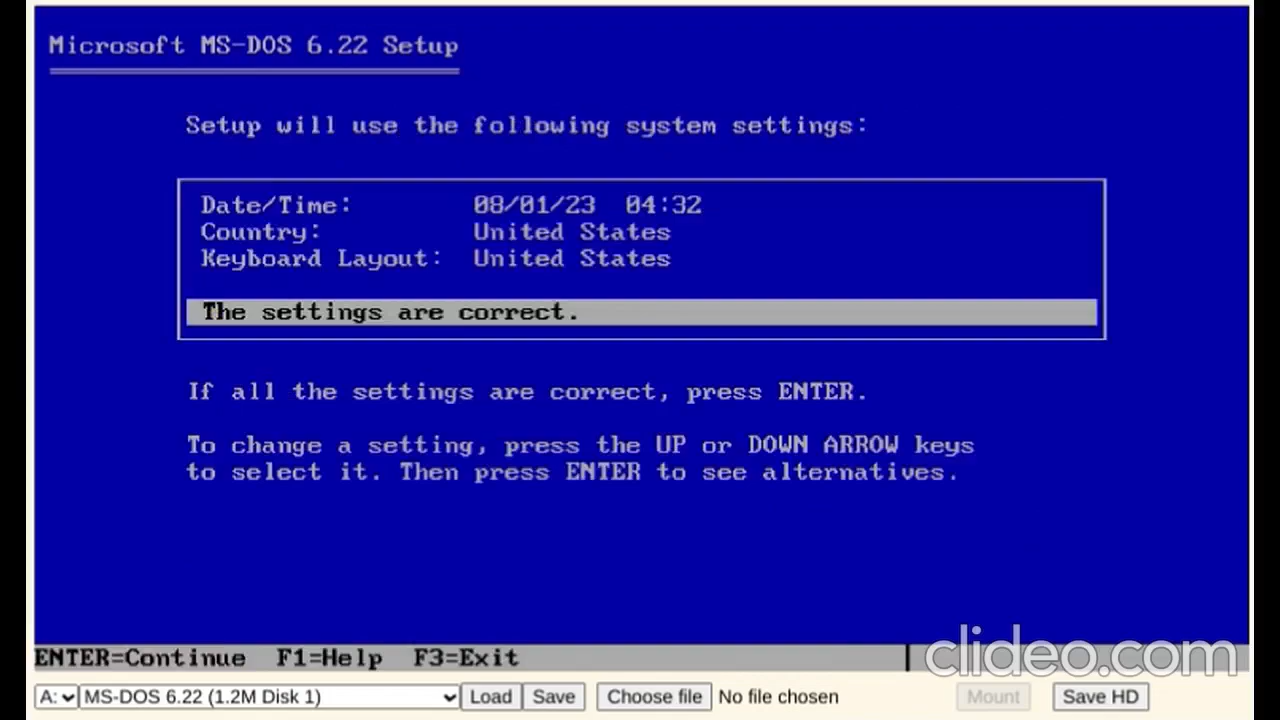 Microsoft MS-DOS 6.22 Setup
Setup will use the following system settings:
Date/Time: 08/01/23 04:32
Country: United States
Keyboard Layout: United States
The settings are correct.
If all the settings are correct, press ENTER.
To change a setting, press the UP or DOWN ARROW keys
to select it. Then press ENTER to see alternatives.
ENTER=Continue F1=Help F3=Exit
clideo.com
A: MS-DOS 6.22 (1.2M Disk 1) Load Save Choose file No file chosen Mount Save HD